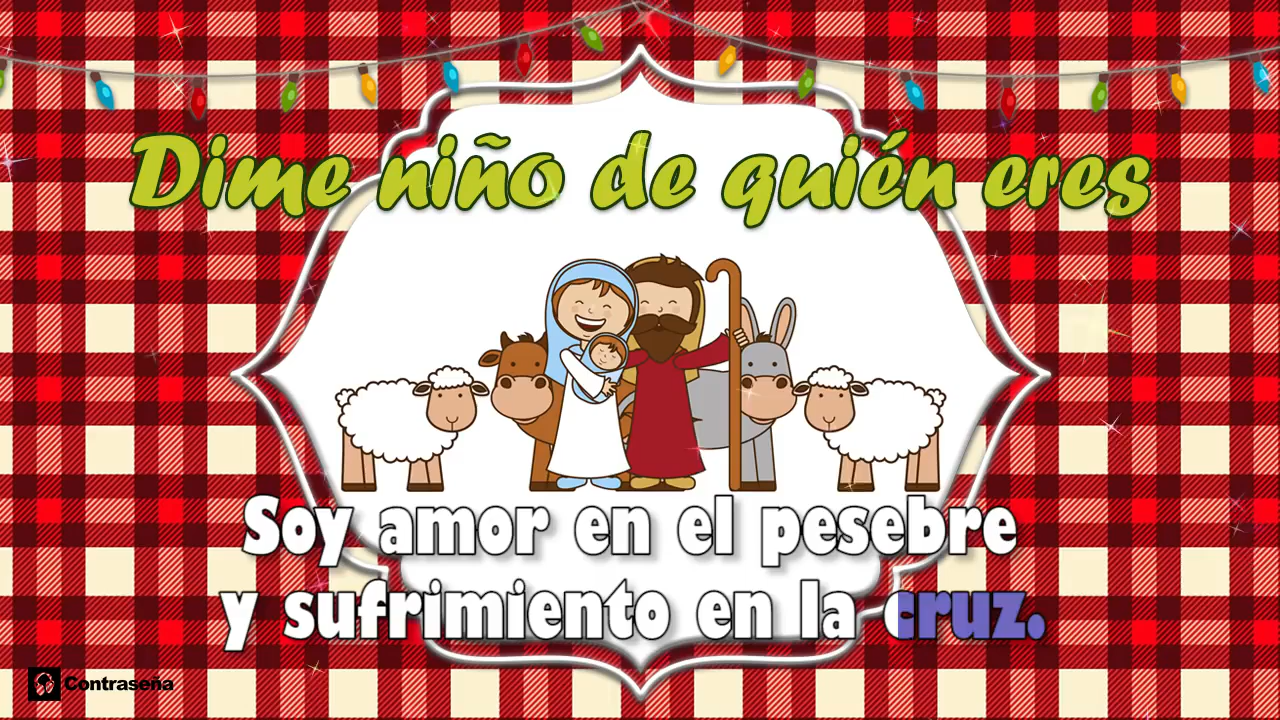 Dime niño de quién eres
Soy amor en el pesebre
y sufrimiento en la cruz.
Contraseña